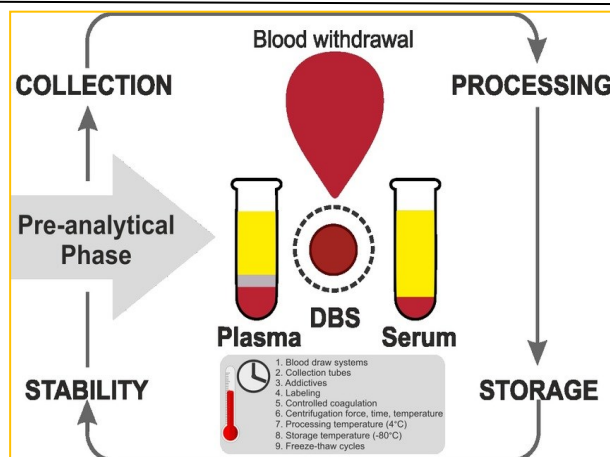 Blood withdrawal
COLLECTION
PROCESSING
Pre-analytical
Phase
DBS
Plasma
Serum
1. Blood draw systems
2. Collection tubes
3. Addictives
4. Labeling
5. Controlled coagulation
6. Centrifugation force, time, temperature
7. Processing temperature (4°C)
8. Storage temperature (-80°C)
9. Freeze-thaw cycles
STABILITY
STORAGE